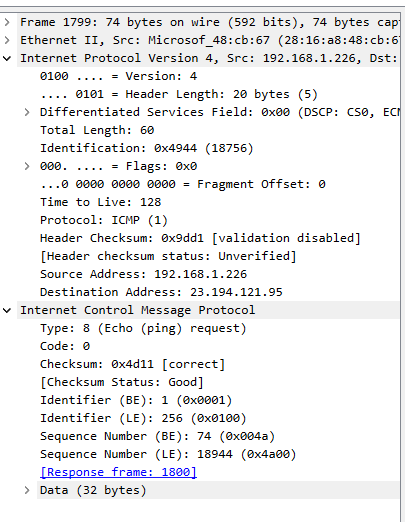 Frame 1799: 74 bytes on wire (592 bits), 74 bytes cap
Ethernet II, Src: Microsof_48:cb:67 (28:16:a8:48:cb:6
Internet Protocol Version 4, Src: 192.168.1.226, Dst:
0100 .... = Version: 4
.... 0101 = Header Length: 20 bytes (5)
Differentiated Services Field: 0x00 (DSCP: CS0, ECN
Total Length: 60
Identification: 0x4944 (18756)
000. .... = Flags: 0x0
...0 0000 0000 0000 = Fragment Offset: 0
Time to Live: 128
Protocol: ICMP (1)
Header Checksum: 0x9dd1 [validation disabled]
[Header checksum status: Unverified]
Source Address: 192.168.1.226
Destination Address: 23.194.121.95
Internet Control Message Protocol
Type: 8 (Echo (ping) request)
Code: 0
Checksum: 0x4d11 [correct]
[Checksum Status: Good]
Identifier (BE): 1 (0x0001)
Identifier (LE): 256 (0x0100)
Sequence Number (BE): 74 (0x004a)
Sequence Number (LE): 18944 (0x4a00)
[Response frame: 1800]
Data (32 bytes)